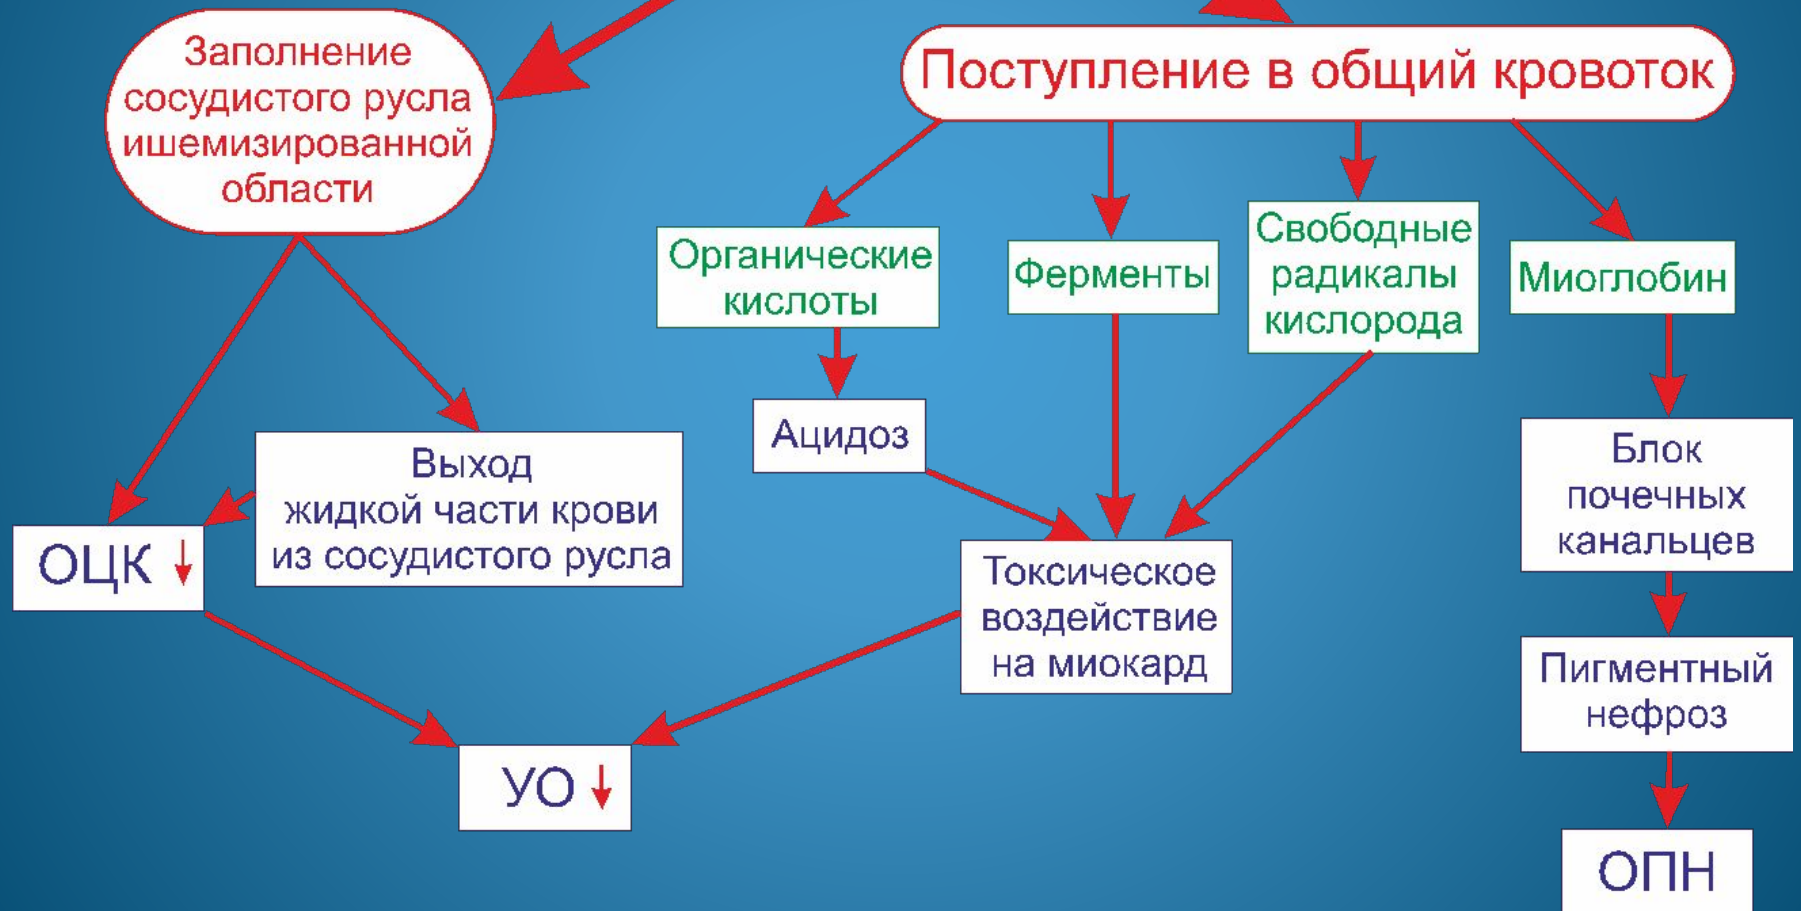 Заполнение
сосудистого русла
ишемизированной
области
Поступление в общий кровоток
Органические
кислоты
Ферменты
Свободные
радикалы
кислорода
Миоглобин
Ацидоз
Выход
жидкой части крови
из сосудистого русла
ОЦК ↓
Блок
почечных
канальцев
Токсическое
воздействие
на миокард
Пигментный
нефроз
УО ↓
ОПН